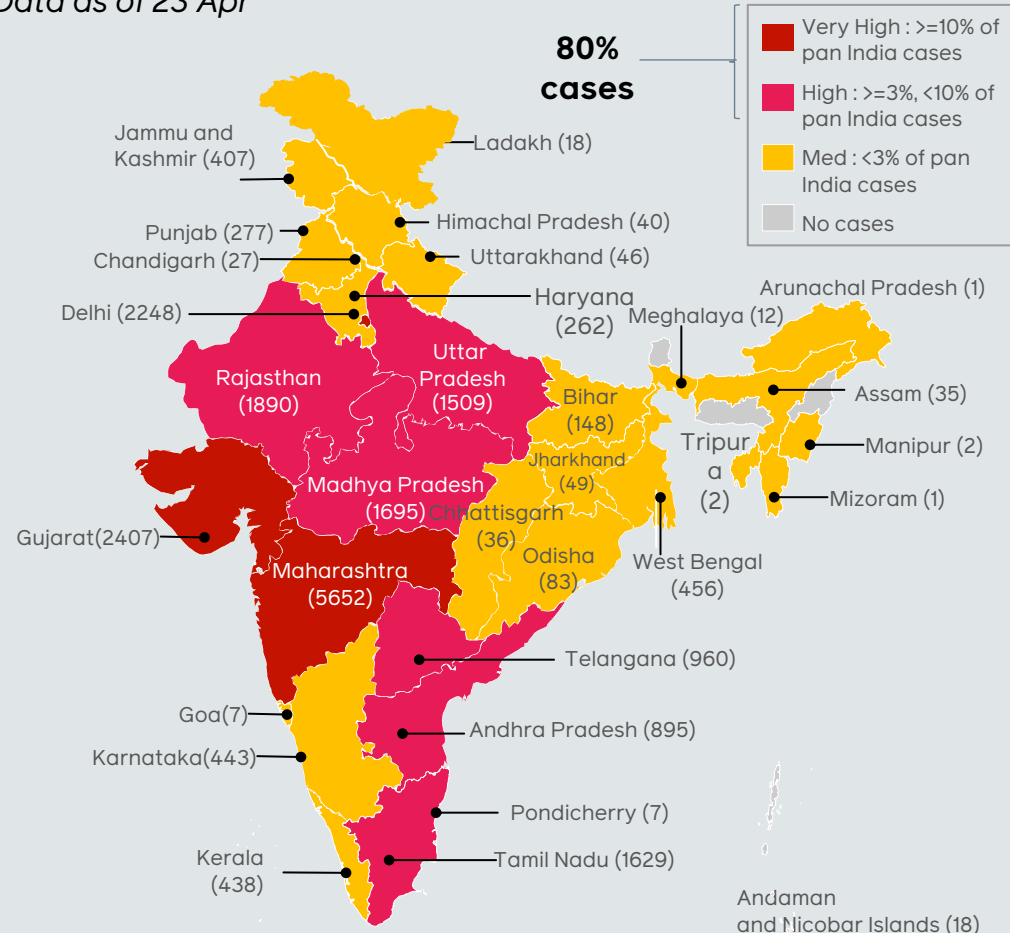 Data as of 23 Apr
80%
cases
Very High : >=10% of
pan India cases
High : >=3%, <10% of
pan India cases
Med : <3% of pan
India cases
No cases
Jammu and
Kashmir (407)
Ladakh (18)
Himachal Pradesh (40)
Punjab (277)
Chandigarh (27)
Uttarakhand (46)
Delhi (2248)
Haryana
(262)
Meghalaya (12)
Arunachal Pradesh (1)
Rajasthan
(1890)
Uttar
Pradesh
(1509)
Bihar
(148)
Assam (35)
Jharkhand
(49)
Tripur
a
(2)
Manipur (2)
Mizoram (1)
Madhya Pradesh
(1695)
Chhattisgarh
(36)
Gujarat(2407)
Maharashtra
(5652)
Odisha
(83)
West Bengal
(456)
Telangana (960)
Goa(7)
Andhra Pradesh (895)
Karnataka(443)
Pondicherry (7)
Kerala
(438)
Tamil Nadu (1629)
Andaman
and Nicobar Islands (18)